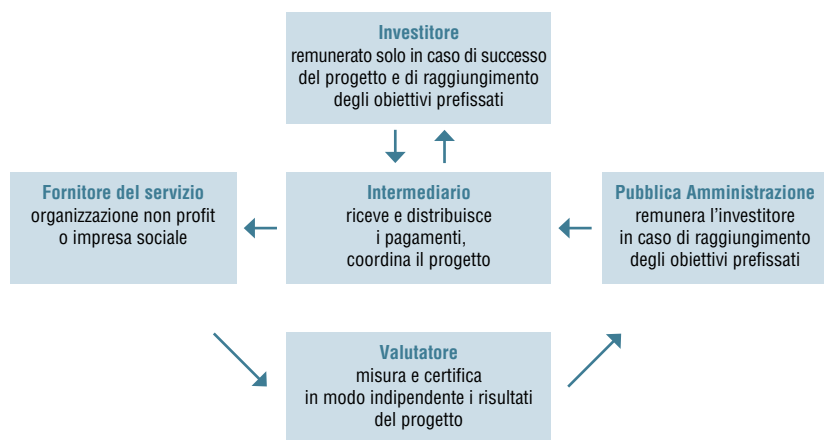 Investitore
remunerato solo in caso di successo
del progetto e di raggiungimento
degli obiettivi prefissati
Fornitore del servizio
organizzazione non profit
o impresa sociale
Intermediario
riceve e distribuisce
i pagamenti,
coordina il progetto
Pubblica Amministrazione
remunera l’investitore
in caso di raggiungimento
degli obiettivi prefissati
Valutatore
misura e certifica
in modo indipendente i risultati
del progetto